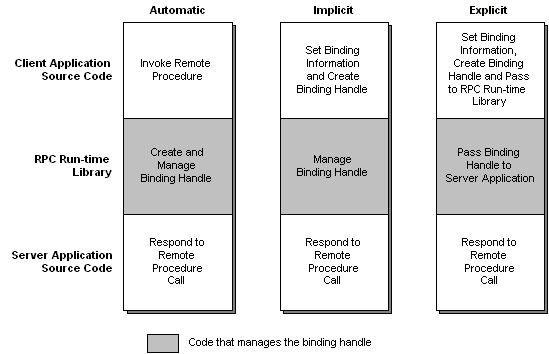 Automatic
Implicit
Explicit
Client Application
Source Code
Invoke Remote
Procedure
Set Binding
Information
and Create
Binding Handle
Set Binding
Information,
Create Binding
Handle and Pass
to RPC Run-time
Library
RPC Run-time
Library
Create and
Manage
Binding Handle
Manage
Binding Handle
Pass Binding
Handle to
Server Application
Server Application
Source Code
Respond to
Remote
Procedure
Call
Respond to
Remote
Procedure
Call
Respond to
Remote
Procedure
Call
Code that manages the binding handle